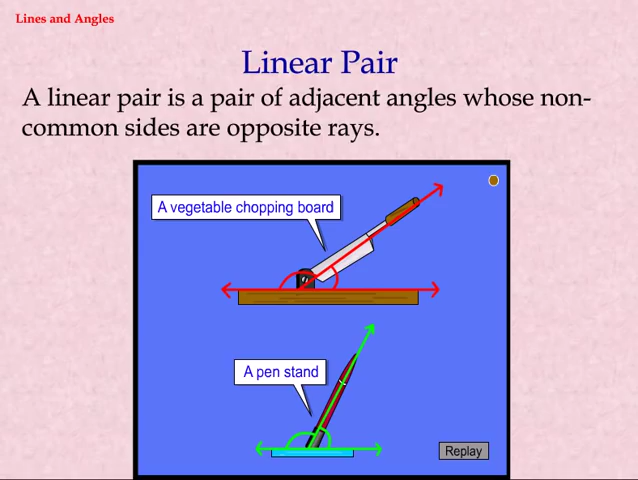 Lines and Angles
Linear Pair
A linear pair is a pair of adjacent angles whose non-
common sides are opposite rays.
A vegetable chopping board
A pen stand
Replay